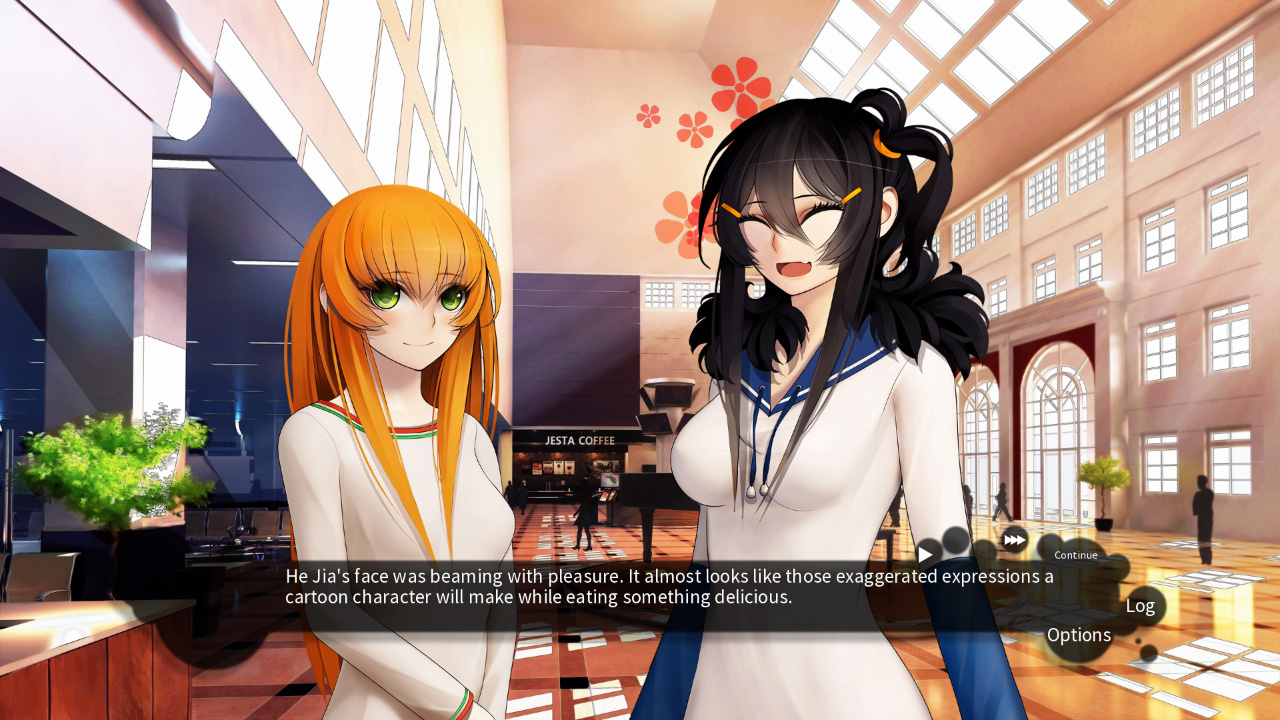 JESTA COFFEE
Continue
He Jia's face was beaming with pleasure. It almost looks like those exaggerated expressions a
cartoon character will make while eating something delicious.
Log
Options